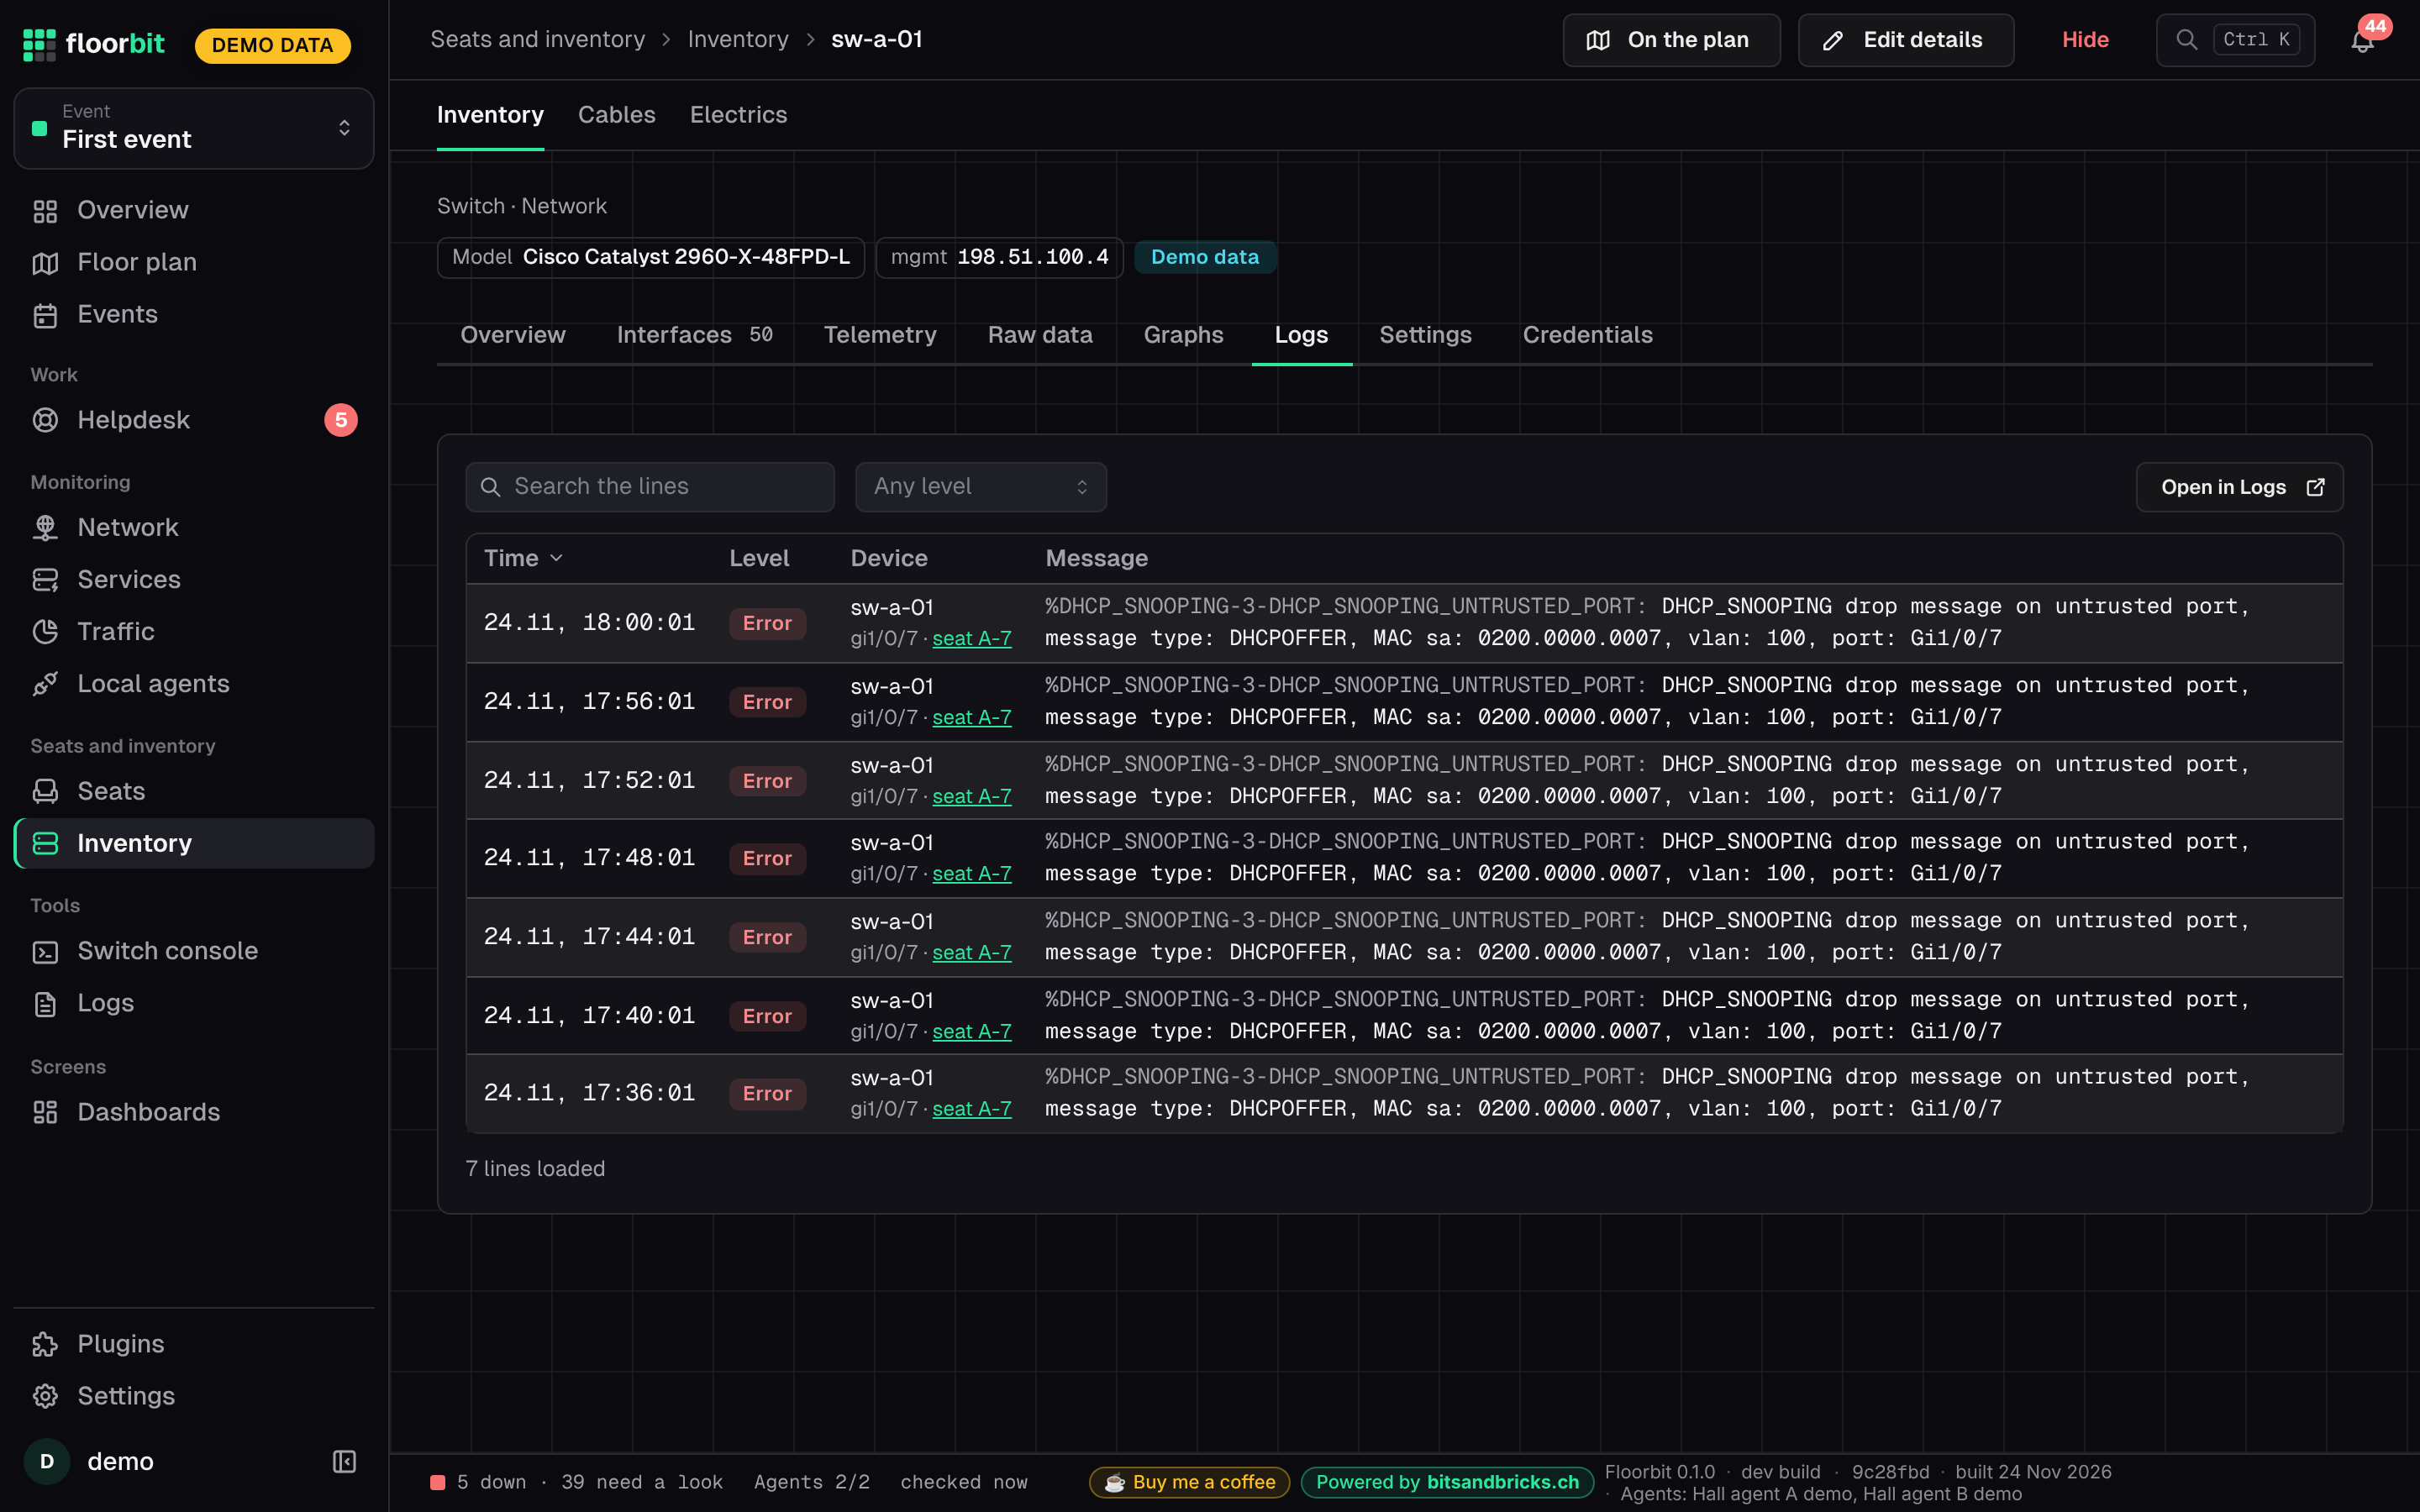 floorbit
DEMO DATA
Event
First event
Overview
Floor plan
Events
Work
Helpdesk 5
Monitoring
Network
Services
Traffic
Local agents
Seats and inventory
Seats
Inventory
Tools
Switch console
Logs
Screens
Dashboards
Plugins
Settings
D demo
Seats and inventory > Inventory > sw-a-01
On the plan
Edit details
Hide
Ctrl K
44
Inventory Cables Electrics
Switch · Network
Model Cisco Catalyst 2960-X-48FPD-L mgmt 198.51.100.4 Demo data
Overview Interfaces 50 Telemetry Raw data Graphs Logs Settings Credentials
Search the lines Any level Open in Logs
Time Level Device Message
24.11, 18:00:01 Error sw-a-01 %DHCP_SNOOPING-3-DHCP_SNOOPING_UNTRUSTED_PORT: DHCP_SNOOPING drop message on untrusted port,
gi1/0/7 · seat A-7 message type: DHCPOFFER, MAC sa: 0200.0000.0007, vlan: 100, port: Gi1/0/7
24.11, 17:56:01 Error sw-a-01 %DHCP_SNOOPING-3-DHCP_SNOOPING_UNTRUSTED_PORT: DHCP_SNOOPING drop message on untrusted port,
gi1/0/7 · seat A-7 message type: DHCPOFFER, MAC sa: 0200.0000.0007, vlan: 100, port: Gi1/0/7
24.11, 17:52:01 Error sw-a-01 %DHCP_SNOOPING-3-DHCP_SNOOPING_UNTRUSTED_PORT: DHCP_SNOOPING drop message on untrusted port,
gi1/0/7 · seat A-7 message type: DHCPOFFER, MAC sa: 0200.0000.0007, vlan: 100, port: Gi1/0/7
24.11, 17:48:01 Error sw-a-01 %DHCP_SNOOPING-3-DHCP_SNOOPING_UNTRUSTED_PORT: DHCP_SNOOPING drop message on untrusted port,
gi1/0/7 · seat A-7 message type: DHCPOFFER, MAC sa: 0200.0000.0007, vlan: 100, port: Gi1/0/7
24.11, 17:44:01 Error sw-a-01 %DHCP_SNOOPING-3-DHCP_SNOOPING_UNTRUSTED_PORT: DHCP_SNOOPING drop message on untrusted port,
gi1/0/7 · seat A-7 message type: DHCPOFFER, MAC sa: 0200.0000.0007, vlan: 100, port: Gi1/0/7
24.11, 17:40:01 Error sw-a-01 %DHCP_SNOOPING-3-DHCP_SNOOPING_UNTRUSTED_PORT: DHCP_SNOOPING drop message on untrusted port,
gi1/0/7 · seat A-7 message type: DHCPOFFER, MAC sa: 0200.0000.0007, vlan: 100, port: Gi1/0/7
24.11, 17:36:01 Error sw-a-01 %DHCP_SNOOPING-3-DHCP_SNOOPING_UNTRUSTED_PORT: DHCP_SNOOPING drop message on untrusted port,
gi1/0/7 · seat A-7 message type: DHCPOFFER, MAC sa: 0200.0000.0007, vlan: 100, port: Gi1/0/7
7 lines loaded
5 down · 39 need a look Agents 2/2 checked now
☕ Buy me a coffee
Powered by bitsandbricks.ch
Floorbit 0.1.0 · dev build · 9c28fbd · built 24 Nov 2026
· Agents: Hall agent A demo, Hall agent B demo